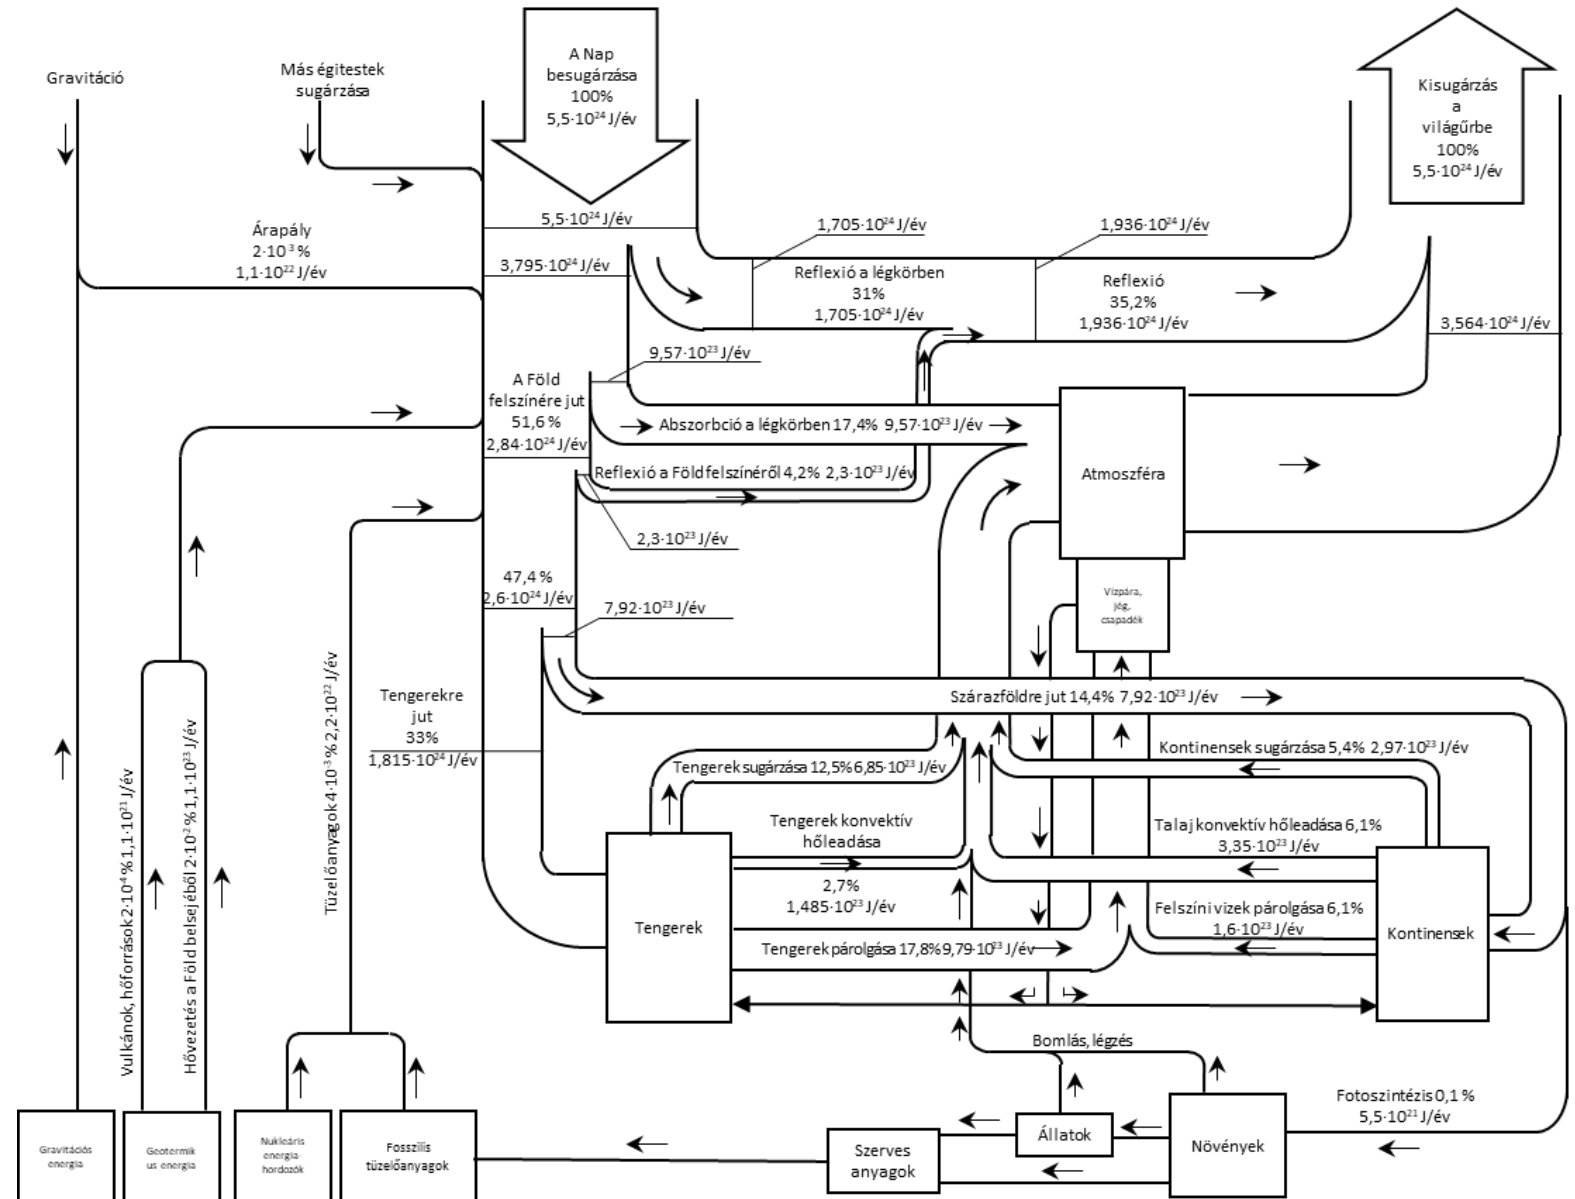 Gravitáció
Más égitestek
sugárzása
A Nap
besugárzása
100%
5,5·10²⁴ J/év
Kisugárzás
a
világűrbe
100%
5,5·10²⁴ J/év
Árapály
2·10⁻³ %
1,1·10²² J/év
5,5·10²⁴ J/év
3,795·10²⁴ J/év
1,705·10²⁴ J/év
1,936·10²⁴ J/év
Reflexió a légkörben
31%
1,705·10²⁴ J/év
Reflexió
35,2%
1,936·10²⁴ J/év
3,564·10²⁴ J/év
9,57·10²³ J/év
A Föld
felszínére jut
51,6 %
2,84·10²⁴ J/év
Abszorbció a légkörben 17,4% 9,57·10²³ J/év
Reflexió a Föld felszínéről 4,2% 2,3·10²³ J/év
2,3·10²³ J/év
Atmoszféra
Vízpára,
jég,
csapadék
47,4 %
2,6·10²⁴ J/év
7,92·10²³ J/év
Szárazföldre jut 14,4% 7,92·10²³ J/év
Tengerekre
jut
33%
1,815·10²⁴ J/év
Tengerek sugárzása 12,5% 6,85·10²³ J/év
Kontinensek sugárzása 5,4% 2,97·10²³ J/év
Tengerek konvektív
hőleadása
2,7%
1,485·10²³ J/év
Talaj konvektív hőleadása 6,1%
3,35·10²³ J/év
Felszíni vizek párolgása 6,1%
1,6·10²³ J/év
Tengerek
Tengerek párolgása 17,8% 9,79·10²³ J/év
Kontinensek
Vulkánok, hőforrások 2·10⁻⁴ % 1,1·10²¹ J/év
Hővezetés a Föld belsejéből 2·10⁻² % 1,1·10²³ J/év
Tüzelőanyagok 4·10⁻³ % 2,2·10²² J/év
Bomlás, légzés
Fotoszintézis 0,1 %
5,5·10²¹ J/év
Gravitációs
energia
Geotermik
us energia
Nukleáris
energia-
hordozók
Fosszilis
tüzelőanyagok
Szerves
anyagok
Állatok
Növények